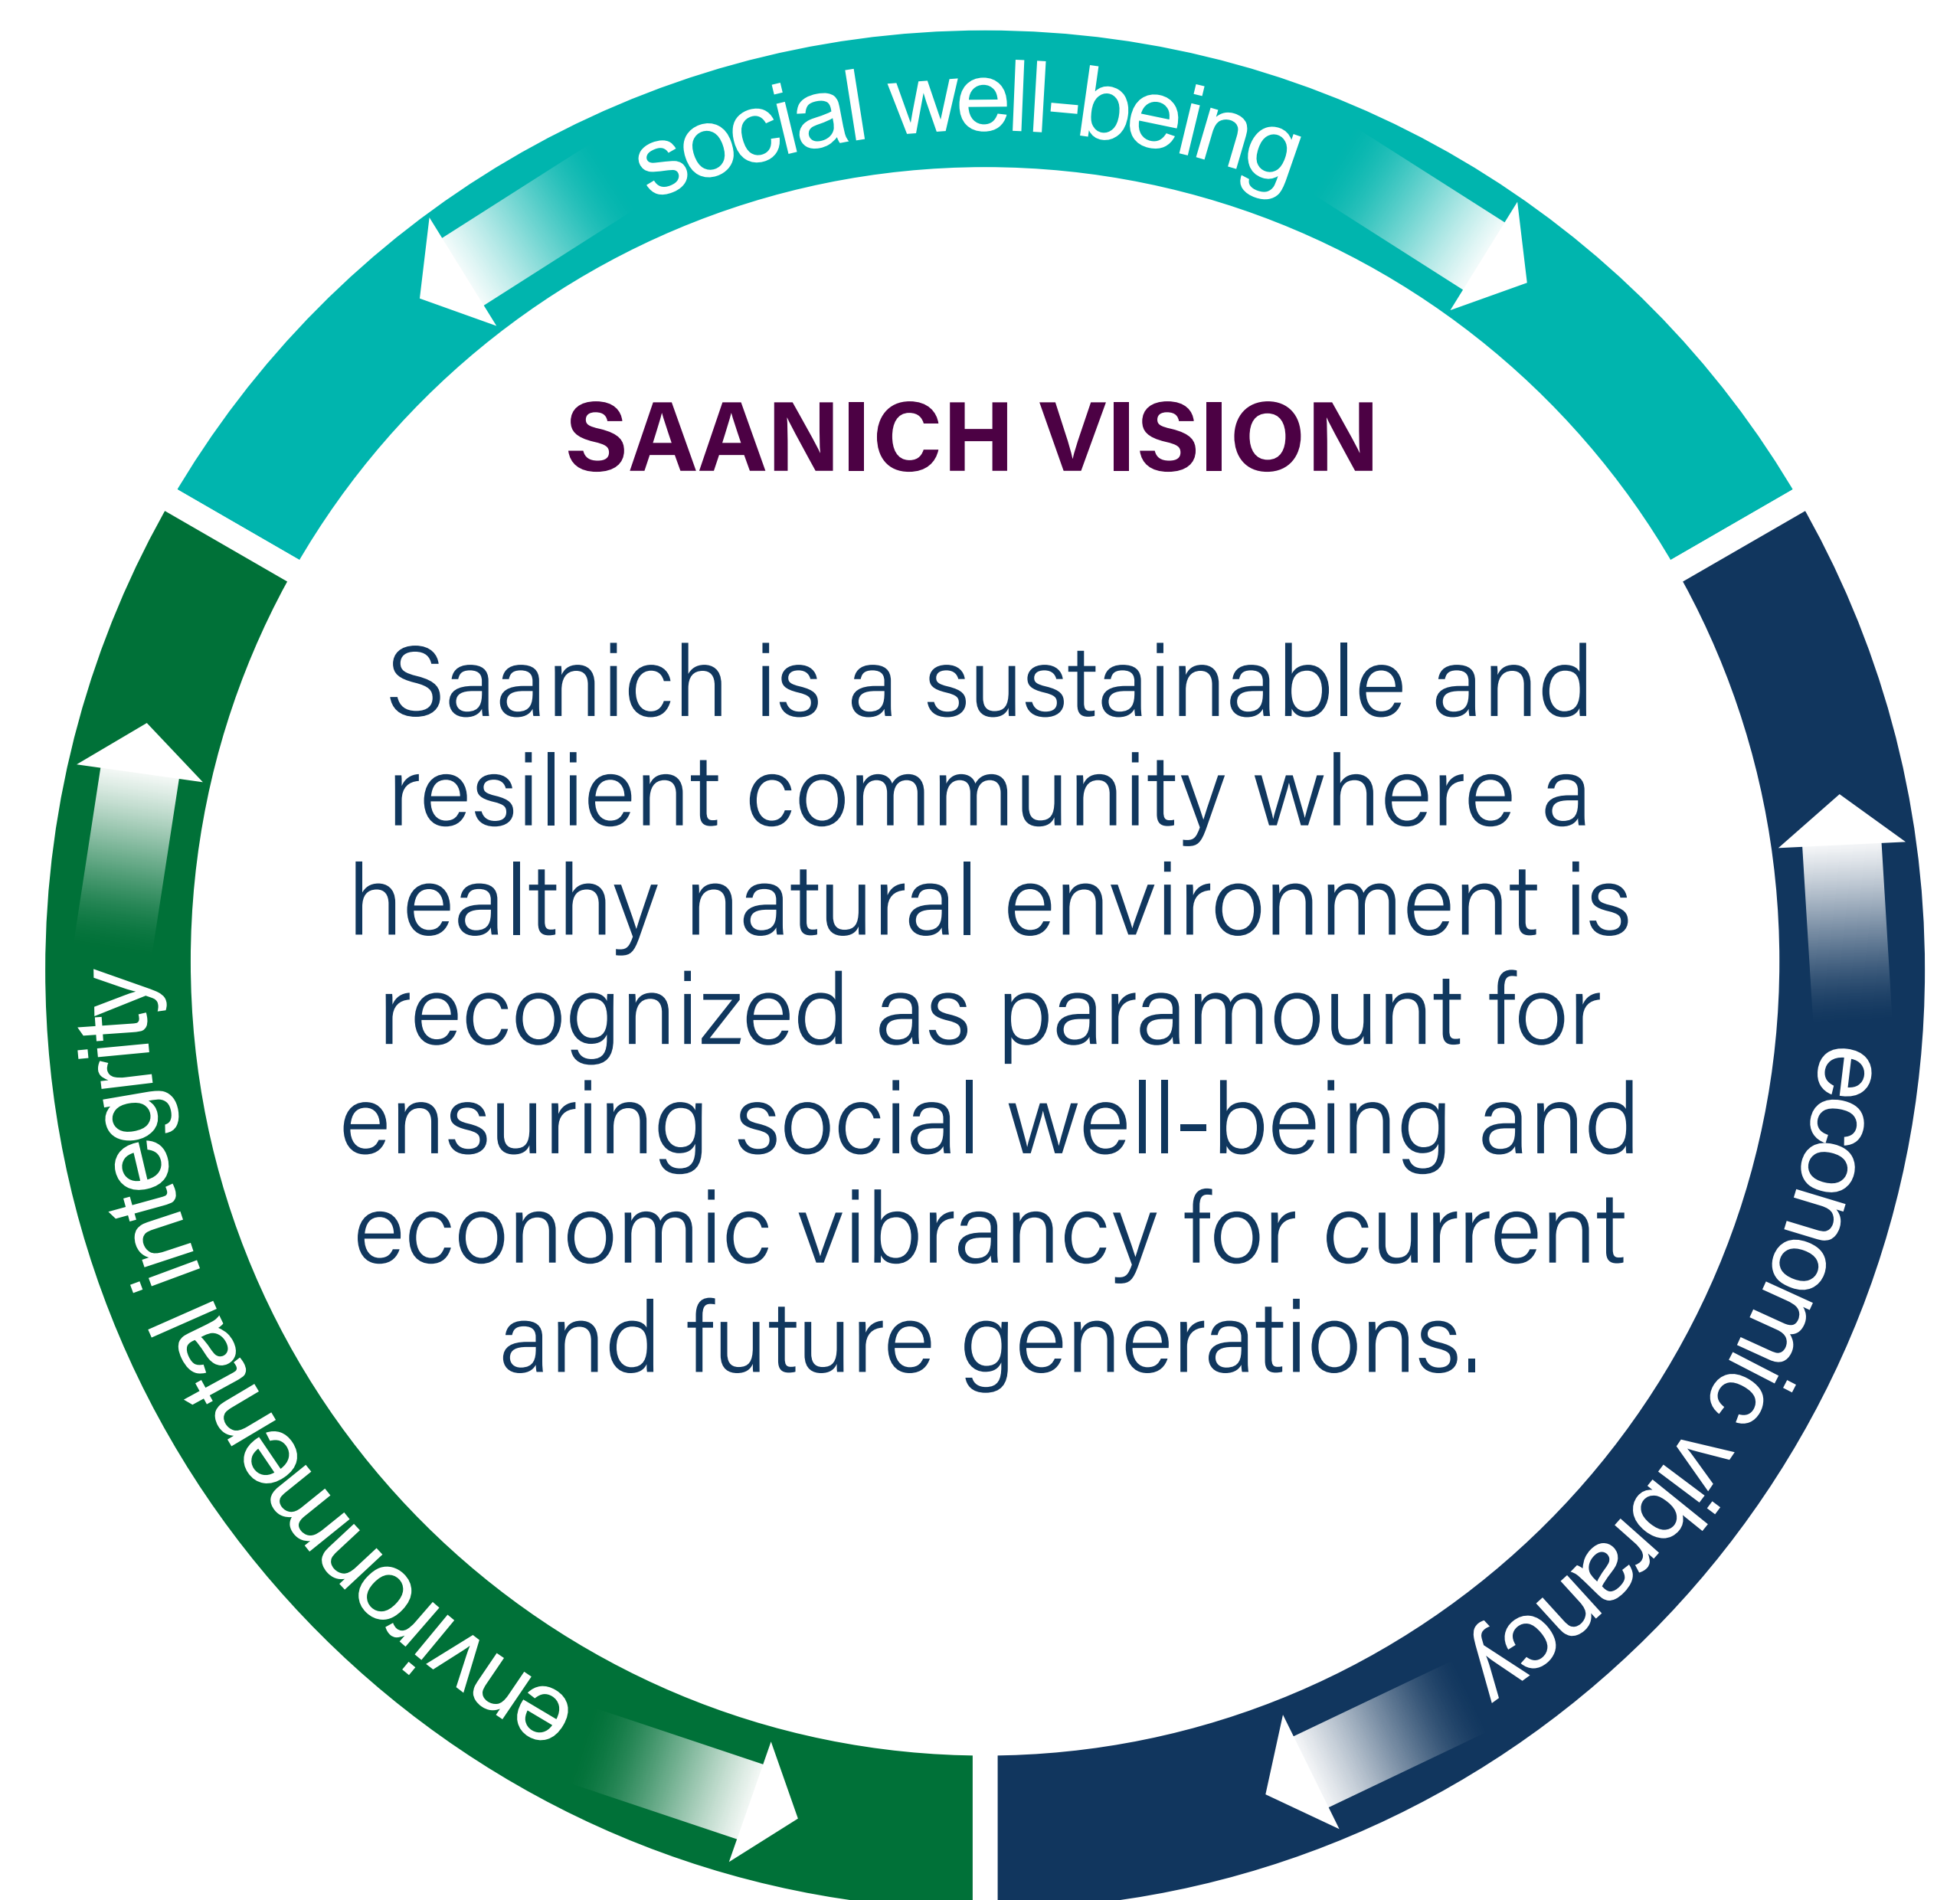 social well-being
SAANICH VISION
Saanich is a sustainable and
resilient community where a
healthy natural environment is
recognized as paramount for
ensuring social well-being and
economic vibrancy for current
and future generations.
environmental integrity
economic vibrancy